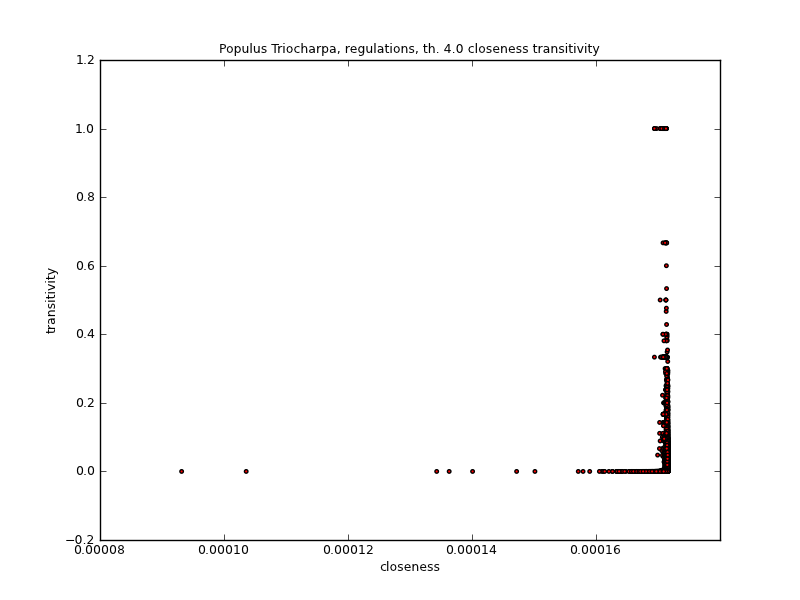 Populus Triocharpa, regulations, th. 4.0 closeness transitivity
1.2
1.0
0.8
0.6
0.4
0.2
0.0
−0.2
transitivity
0.00008 0.00010 0.00012 0.00014 0.00016
closeness